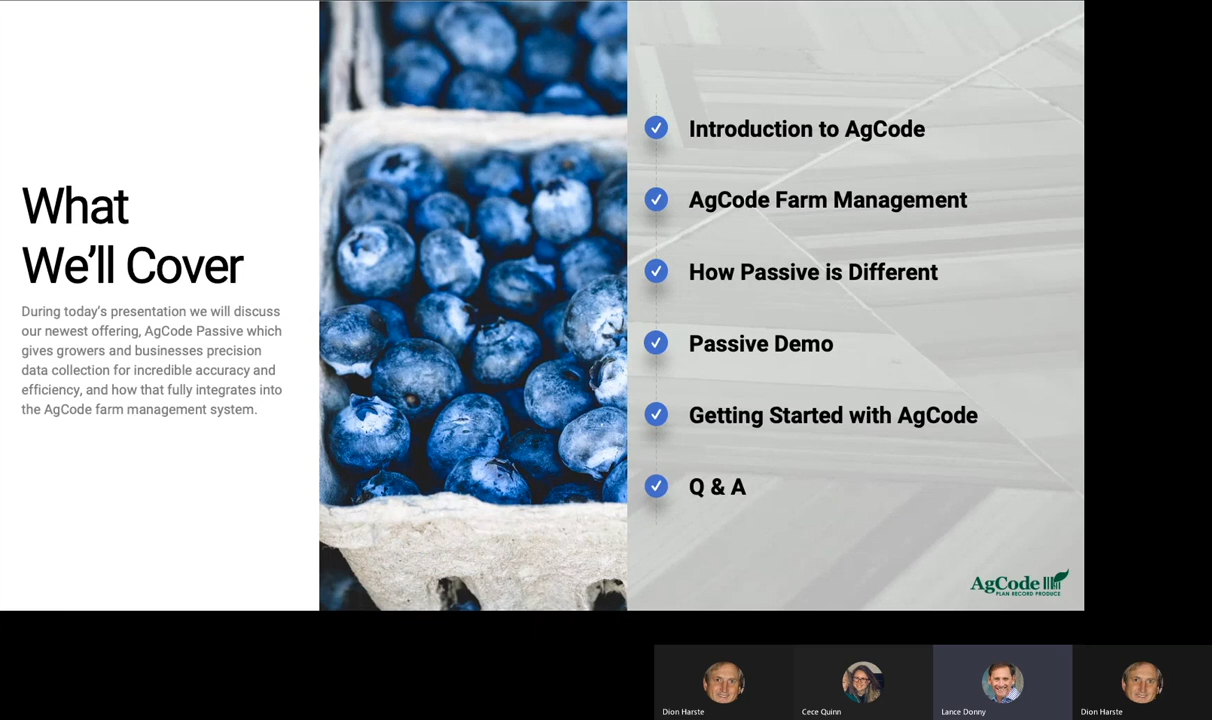 What
We'll Cover
During today's presentation we will discuss
our newest offering, AgCode Passive which
gives growers and businesses precision
data collection for incredible accuracy and
efficiency, and how that fully integrates into
the AgCode farm management system.
Introduction to AgCode
AgCode Farm Management
How Passive is Different
Passive Demo
Getting Started with AgCode
Q & A
AgCode
PLAN RECORD PRODUCE
Dion Harste
Cece Quinn
Lance Donny
Dion Harste